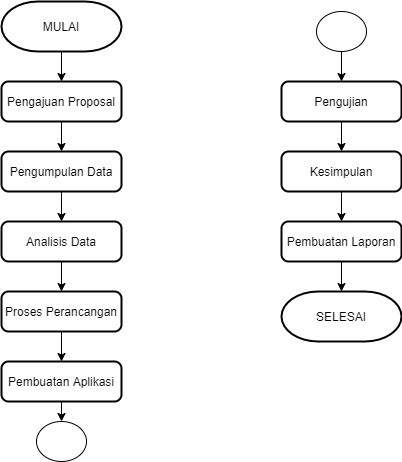 MULAI
Pengajuan Proposal
Pengumpulan Data
Analisis Data
Proses Perancangan
Pembuatan Aplikasi
Pengujian
Kesimpulan
Pembuatan Laporan
SELESAI